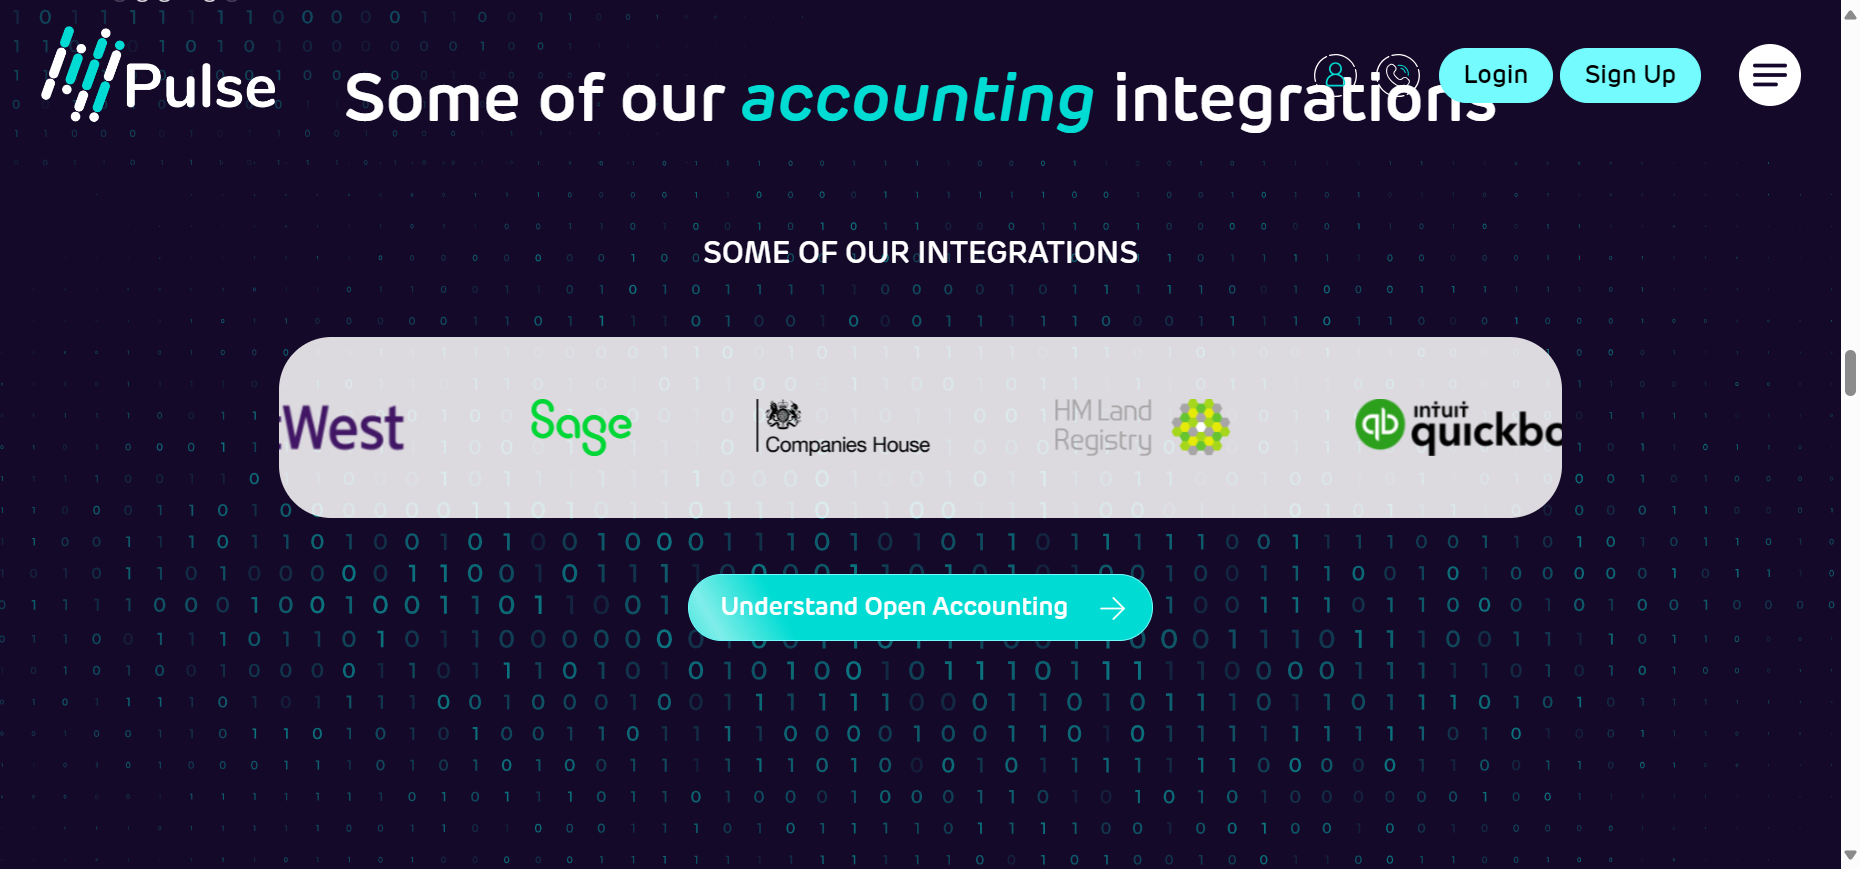 Pulse
Some of our accounting integrations
Login
Sign Up
SOME OF OUR INTEGRATIONS
West
Sage
Companies House
HM Land
Registry
qb
intuit
quickbo
Understand Open Accounting